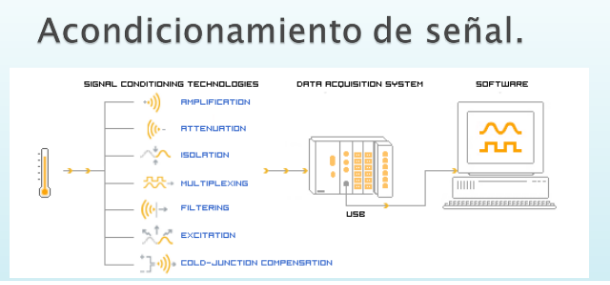 Acondicionamiento de señal.
SIGNAL CONDITIONING TECHNOLOGIES
DATA ACQUISITION SYSTEM
SOFTWARE
AMPLIFICATION
ATTENUATION
ISOLATION
MULTIPLEXING
FILTERING
EXCITATION
COLD-JUNCTION COMPENSATION
USB